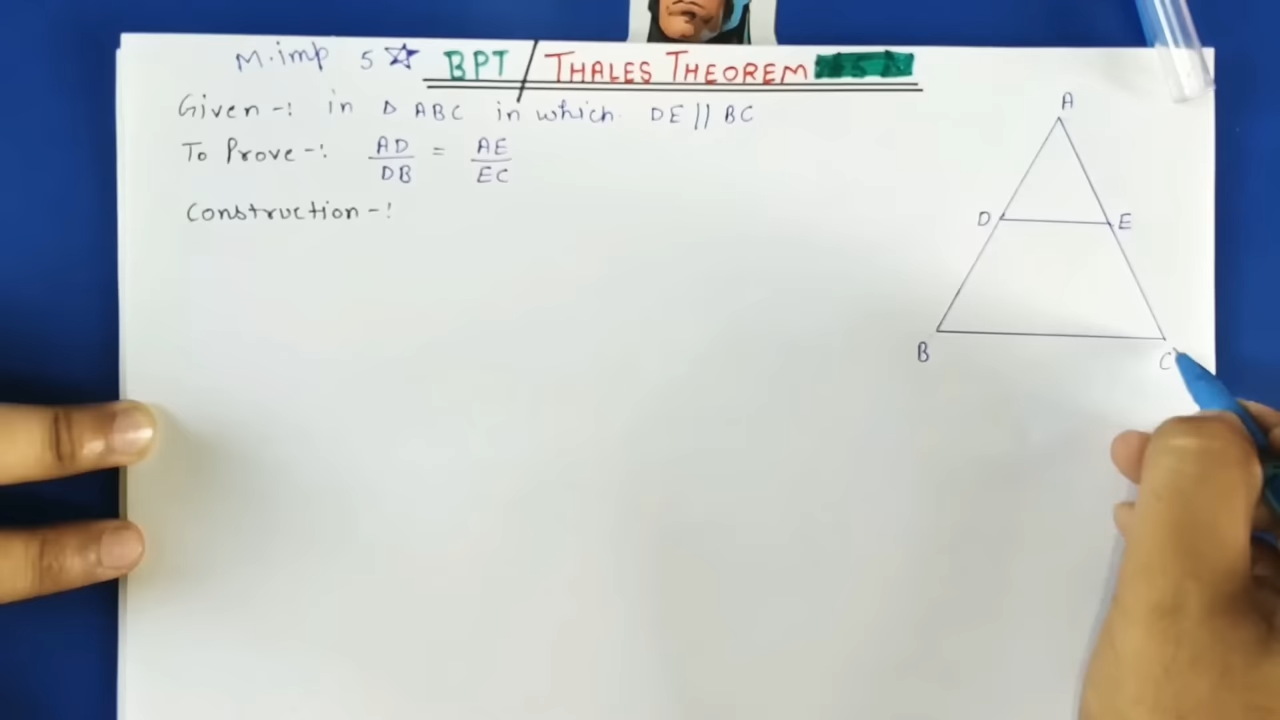 M.imp 5☆ BPT / THALES THEOREM
Given -: in Δ ABC in which. DE || BC
To Prove -: AD/DB = AE/EC
Construction -:
A
D E
B C